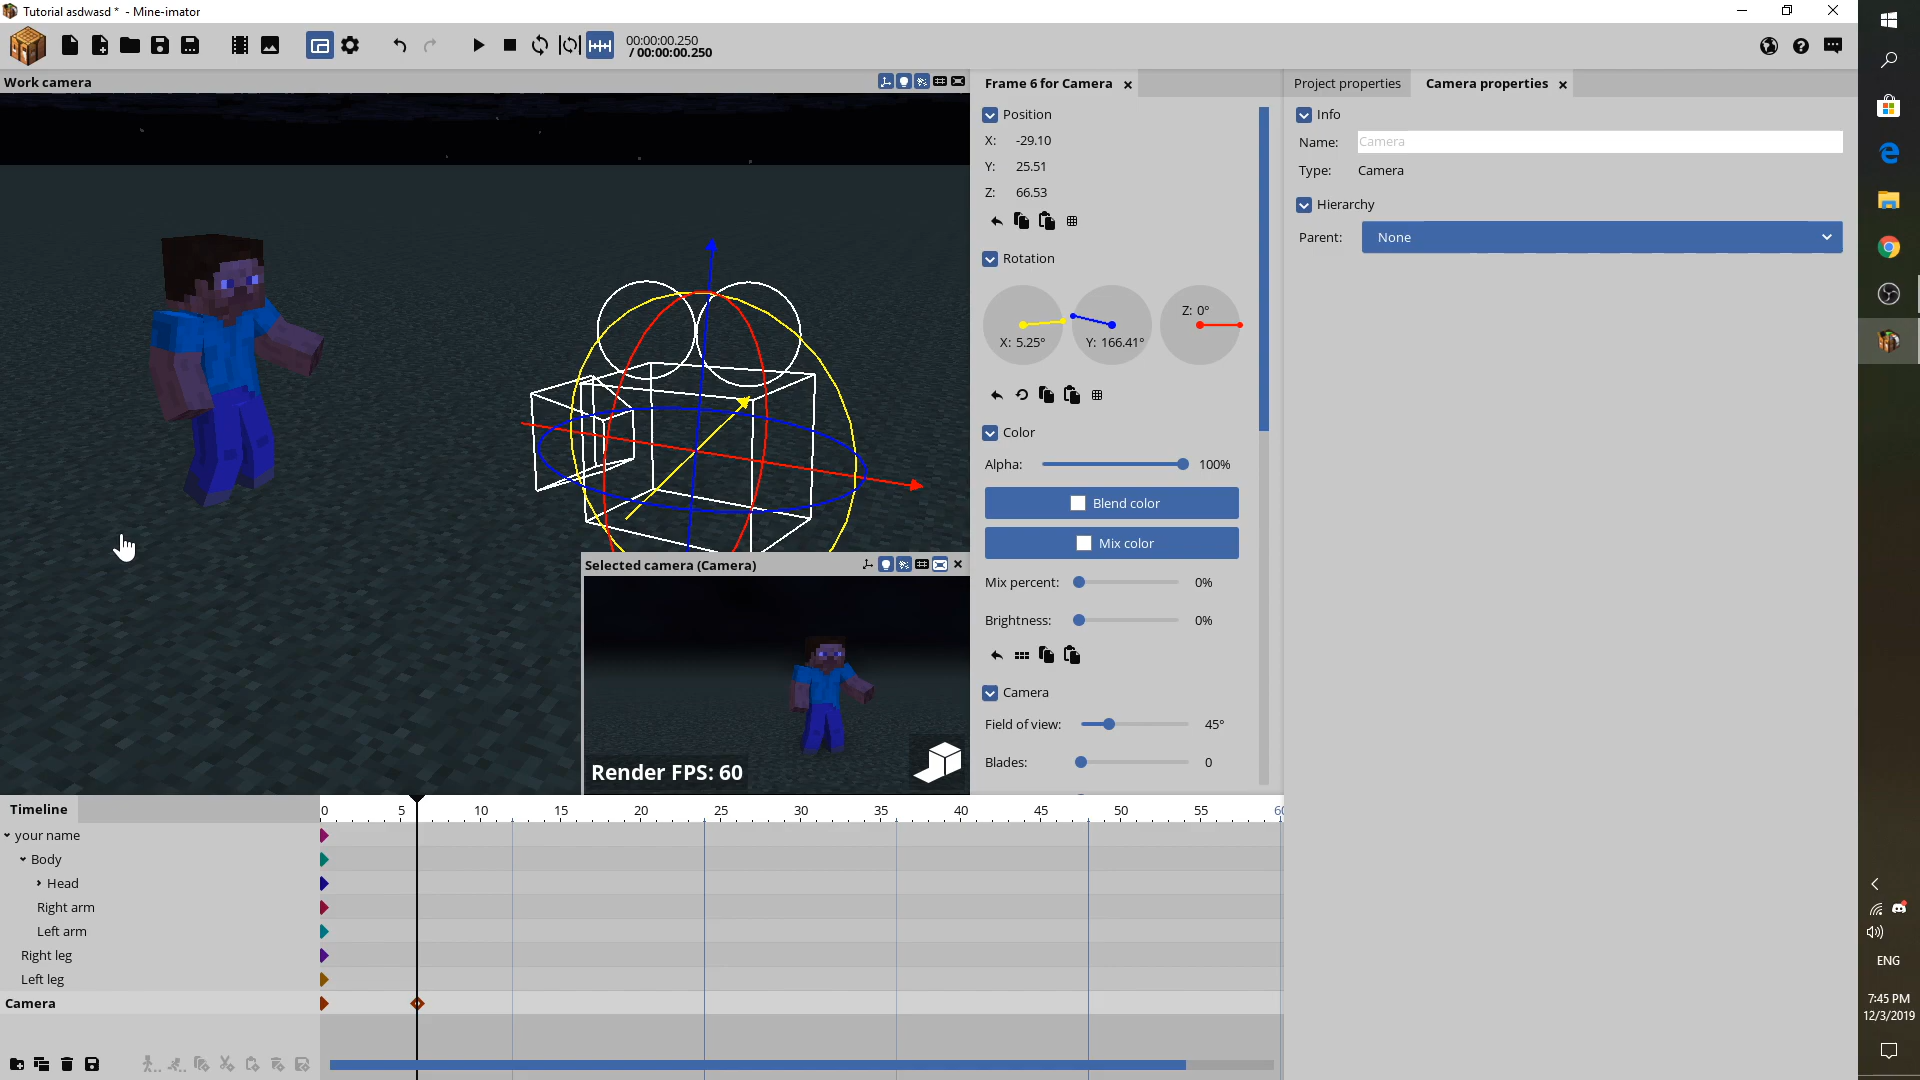 Tutorial asdwasd * - Mine-imator
00:00:00.250
/ 00:00:00.250
Work camera
Frame 6 for Camera
Project properties
Camera properties
Position
X: -29.10
Y: 25.51
Z: 66.53
Rotation
X: 5.25°
Y: 166.41°
Z: 0°
Color
Alpha: 100%
Blend color
Mix color
Mix percent: 0%
Brightness: 0%
Camera
Field of view: 45°
Blades: 0
Info
Name: Camera
Type: Camera
Hierarchy
Parent: None
Selected camera (Camera)
Render FPS: 60
Timeline
0 5 10 15 20 25 30 35 40 45 50 55 60
your name
Body
Head
Right arm
Left arm
Right leg
Left leg
Camera
ENG
7:45 PM
12/3/2019